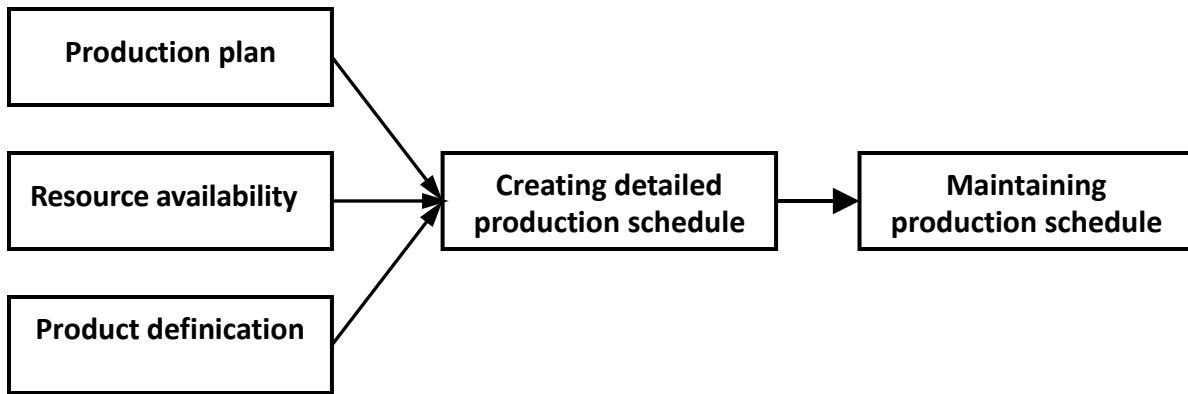 Production plan
Resource availability
Product definication
Creating detailed
production schedule
Maintaining
production schedule